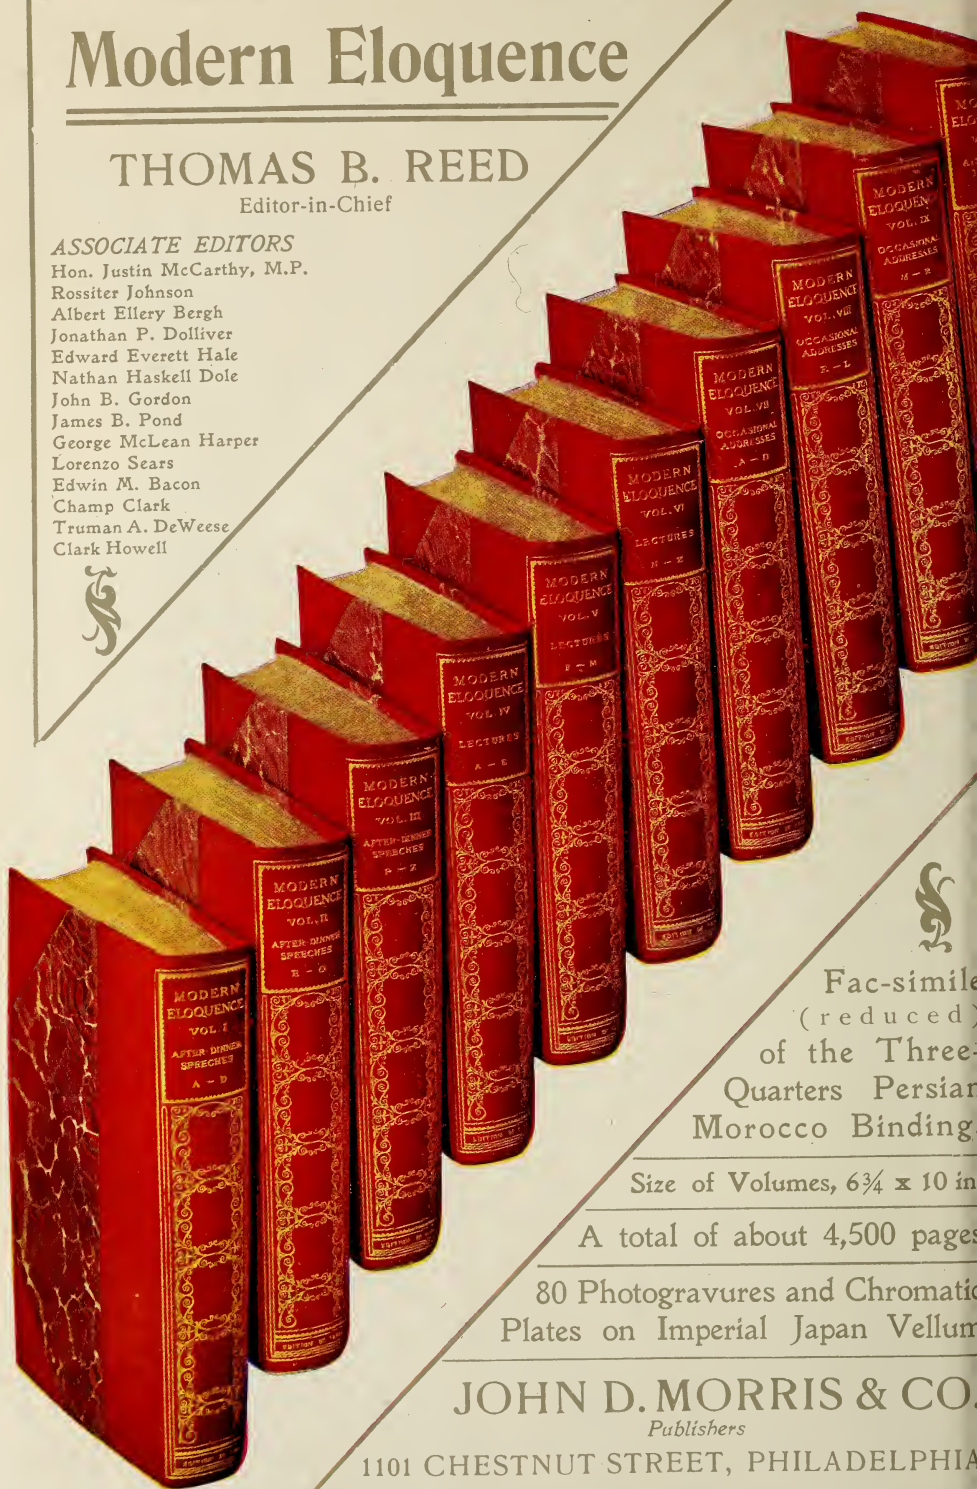 Modern Eloquence
THOMAS B. REED
Editor-in-Chief
ASSOCIATE EDITORS
Hon. Justin McCarthy, M.P.
Rossiter Johnson
Albert Ellery Bergh
Jonathan P. Dolliver
Edward Everett Hale
Nathan Haskell Dole
John B. Gordon
James B. Pond
George McLean Harper
Lorenzo Sears
Edwin M. Bacon
Champ Clark
Truman A. DeWeese
Clark Howell
MODERN
ELOQUENCE
VOL. I
AFTER-DINNER
SPEECHES
A - D
MODERN
ELOQUENCE
VOL. II
AFTER-DINNER
SPEECHES
E - O
MODERN
ELOQUENCE
VOL. III
AFTER-DINNER
SPEECHES
P - Z
MODERN
ELOQUENCE
VOL. IV
LECTURES
A - E
MODERN
ELOQUENCE
VOL. V
LECTURES
F - M
MODERN
ELOQUENCE
VOL. VI
LECTURES
N - Z
MODERN
ELOQUENCE
VOL. VII
OCCASIONAL
ADDRESSES
A - D
MODERN
ELOQUENCE
VOL. VIII
OCCASIONAL
ADDRESSES
E - L
MODERN
ELOQUENCE
VOL. IX
OCCASIONAL
ADDRESSES
M - R
Fac-simile
(reduced)
of the Three-
Quarters Persian
Morocco Binding
Size of Volumes, 6¾ x 10 in
A total of about 4,500 pages
80 Photogravures and Chromatic
Plates on Imperial Japan Vellum
JOHN D. MORRIS & CO.
Publishers
1101 CHESTNUT STREET, PHILADELPHIA